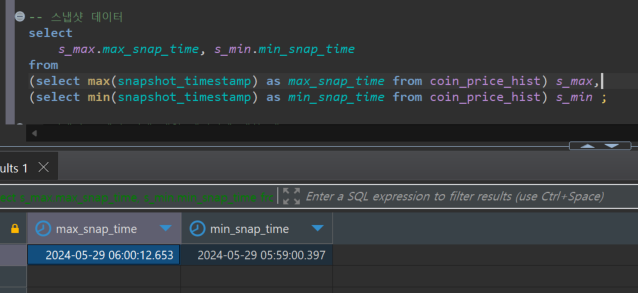 -- 스냅샷 데이터
select
s_max.max_snap_time, s_min.min_snap_time
from
(select max(snapshot_timestamp) as max_snap_time from coin_price_hist) s_max,
(select min(snapshot_timestamp) as min_snap_time from coin_price_hist) s_min ;
ults 1
Enter a SQL expression to filter results (use Ctrl+Space)
max_snap_time min_snap_time
2024-05-29 06:00:12.653 2024-05-29 05:59:00.397